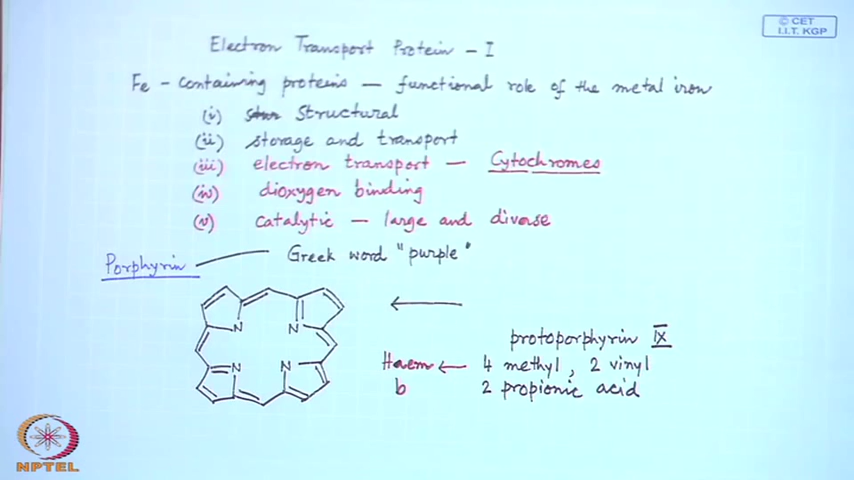 © CET
I.I.T. KGP
Electron Transport Protein - I
Fe - containing proteins — functional role of the metal iron
(i) Structural
(ii) storage and transport
(iii) electron transport — Cytochromes
(iv) dioxygen binding
(v) catalytic — large and diverse
Porphyrin — Greek word "purple"
N N
N N
protoporphyrin IX
Haem ← 4 methyl, 2 vinyl
b 2 propionic acid
NPTEL